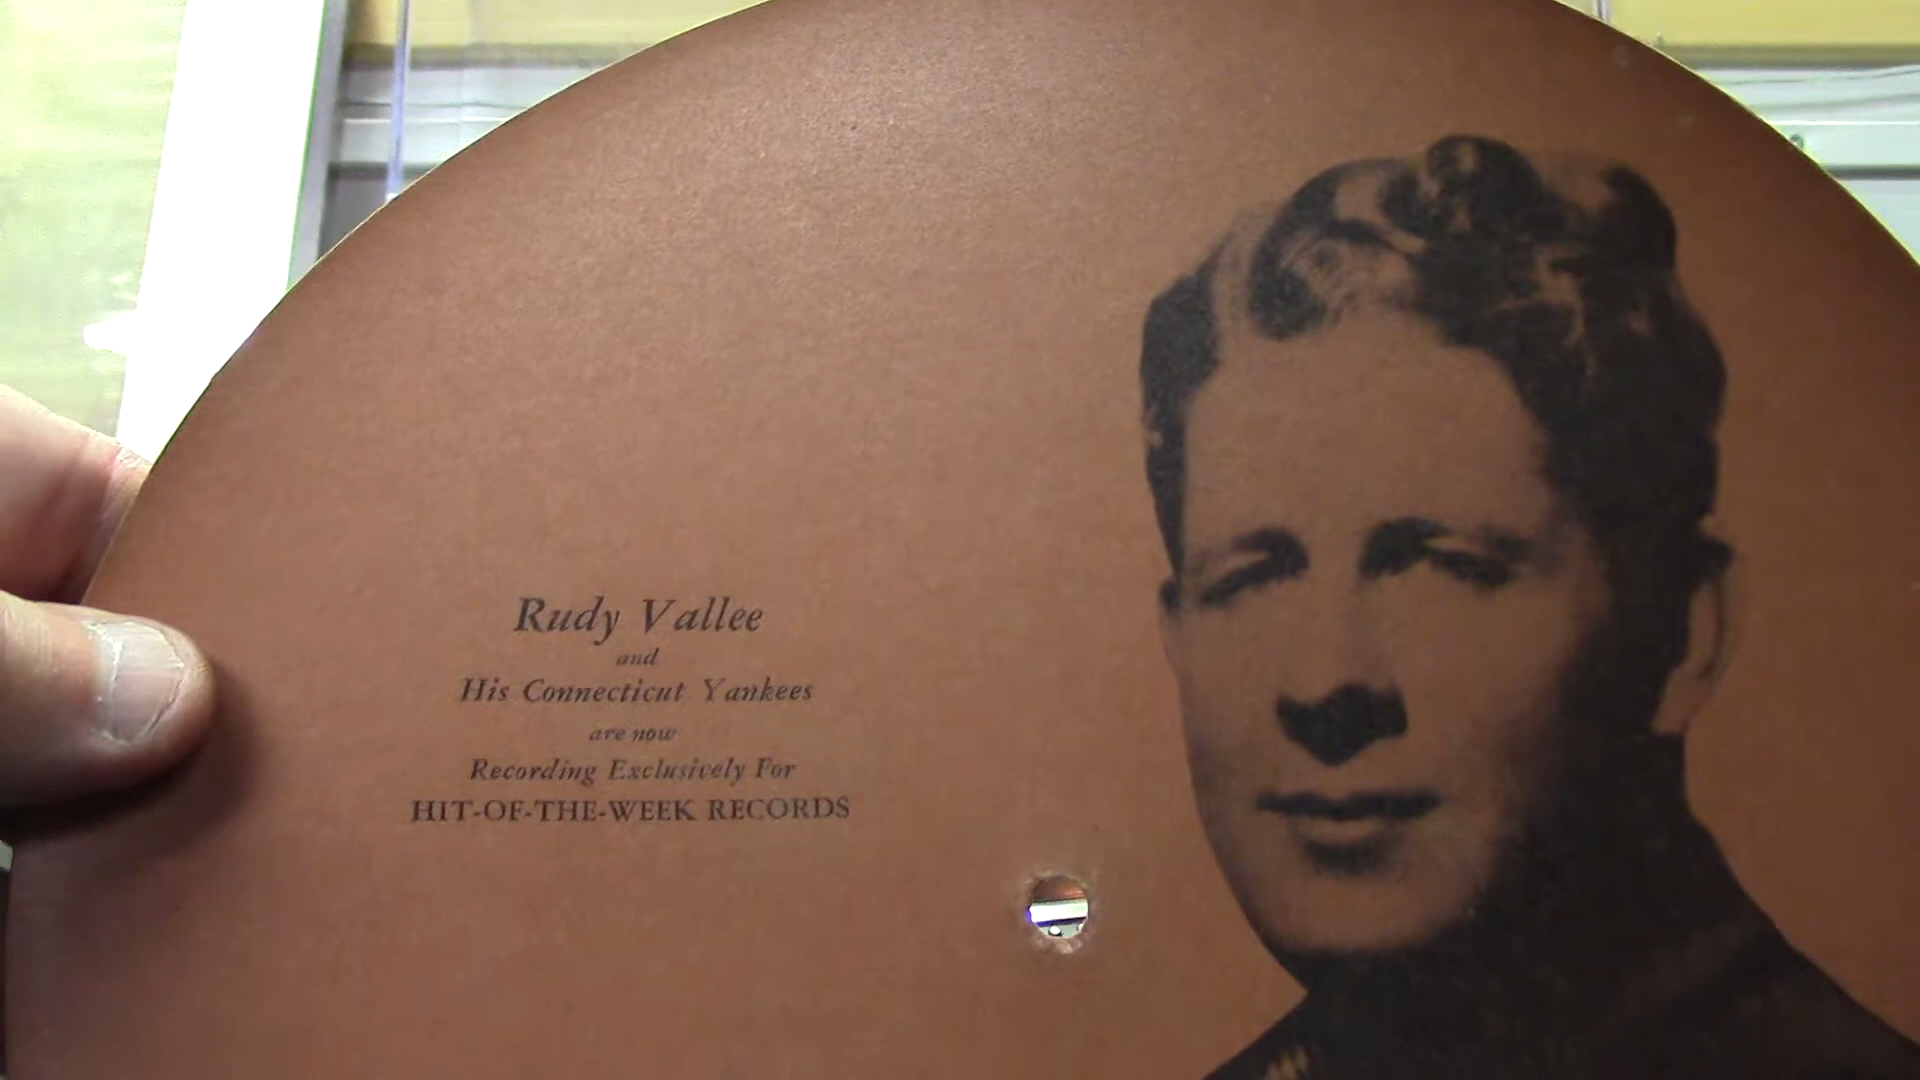 Rudy Vallee
and
His Connecticut Yankees
are now
Recording Exclusively For
HIT-OF-THE-WEEK RECORDS